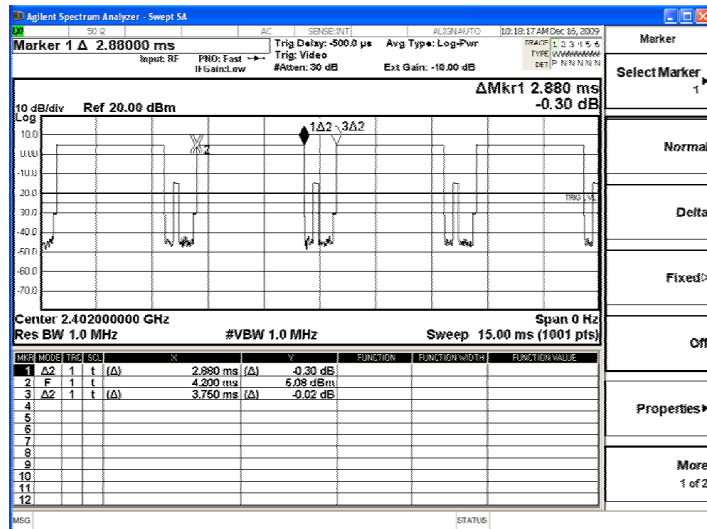 Agilent Spectrum Analyzer - Swept SA
50 Ω AC SENSE:INT ALIGN AUTO 10:18:17 AM Dec 16, 2009
Marker 1 Δ 2.88000 ms
Input: RF PNO: Fast
IFGain:Low
Trig Delay: -500.0 µs
Trig: Video
#Atten: 30 dB
Avg Type: Log-Pwr
Ext Gain: -10.00 dB
TRACE 1 2 3 4 5 6
TYPE
DET P N N N N N
ΔMkr1 2.880 ms
-0.30 dB
10 dB/div Ref 20.00 dBm
Log
10.0
0.00
-10.0
20.0
30.0
-40.0
-60.0
-70.0
2
1Δ2
3Δ2
Center 2.402000000 GHz Span 0 Hz
Res BW 1.0 MHz #VBW 1.0 MHz Sweep 15.00 ms (1001 pts)
MKR MODE TRC SCL X Y FUNCTION FUNCTION WIDTH FUNCTION VALUE
1 Δ2 1 t (Δ) 2.880 ms (Δ) -0.30 dB
2 F 1 t 4.200 ms 5.08 dBm
3 Δ2 1 t (Δ) 3.750 ms (Δ) -0.02 dB
4
5
6
7
8
9
10
11
12
MSG STATUS
Marker
Select Marker
1
Normal
Delta
Fixed
Off
Properties
More
1 of 2